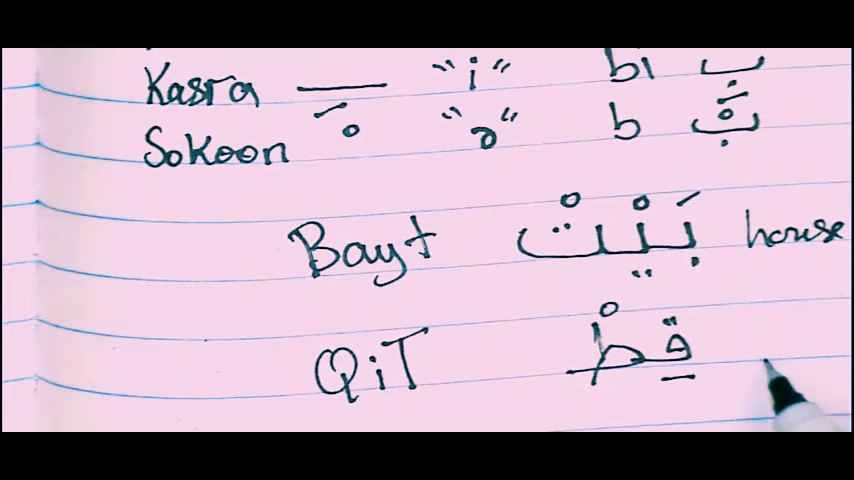 Kasra — "i" bi بِ
Sokoon ْ "ه" b بْ
Bayt بَيْتْ house
QiT قِطْ